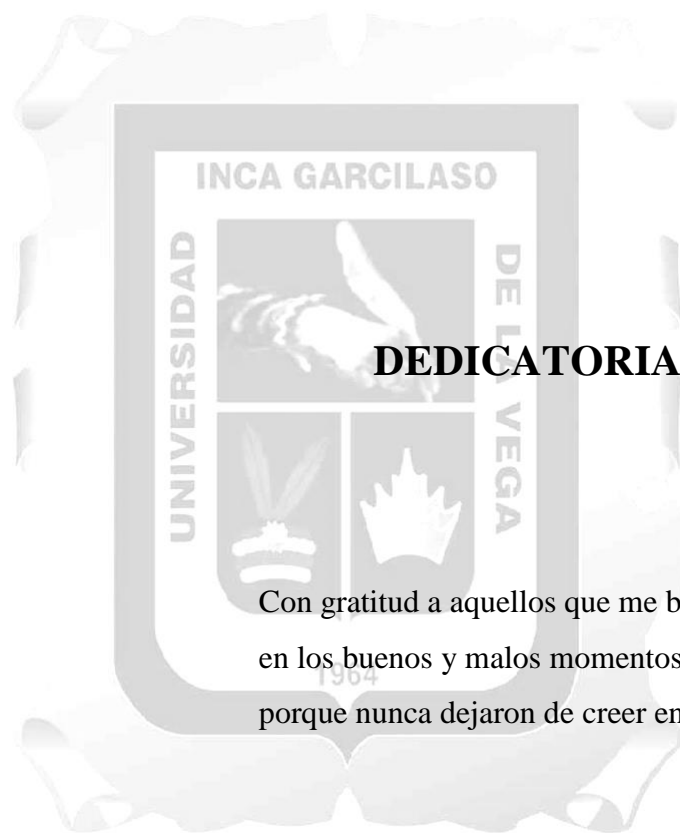 INCA GARCILASO
UNIVERSIDAD
DE LA VEGA
DEDICATORIA
Con gratitud a aquellos que me b
en los buenos y malos momentos
1964
porque nunca dejaron de creer en